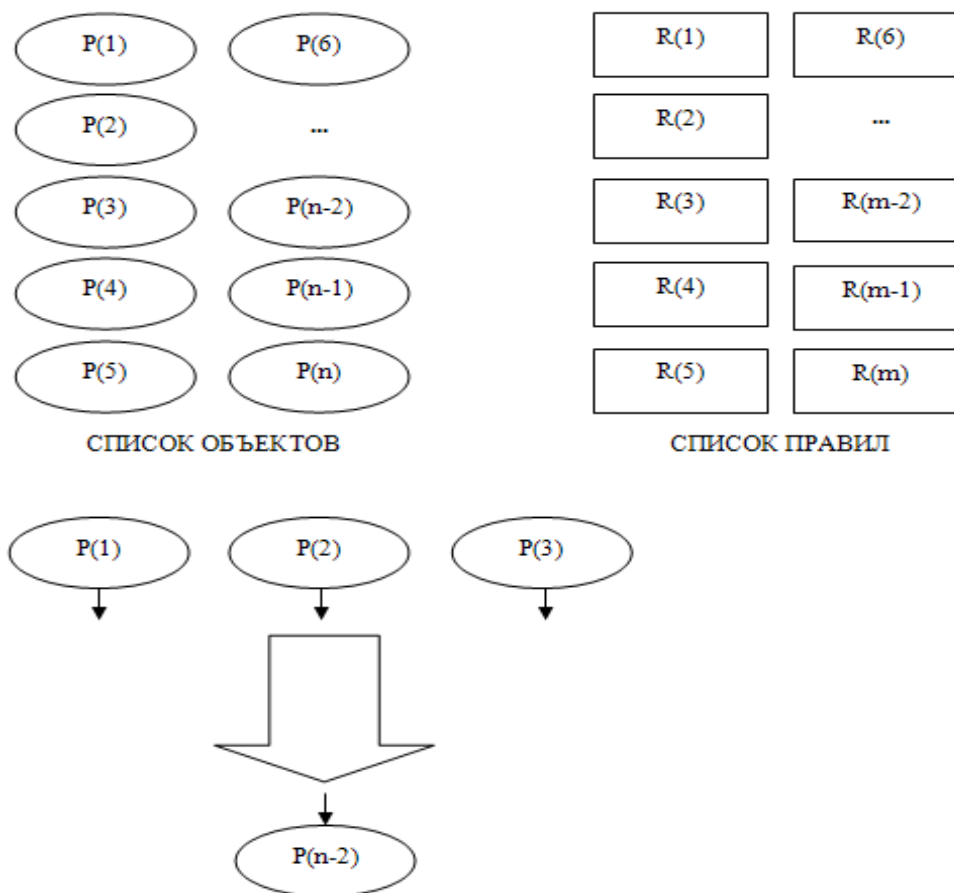 P(1) P(6) R(1) R(6)
P(2) ... R(2) ...
P(3) P(n-2) R(3) R(m-2)
P(4) P(n-1) R(4) R(m-1)
P(5) P(n) R(5) R(m)
СПИСОК ОБЪЕКТОВ СПИСОК ПРАВИЛ
P(1) P(2) P(3)
P(n-2)